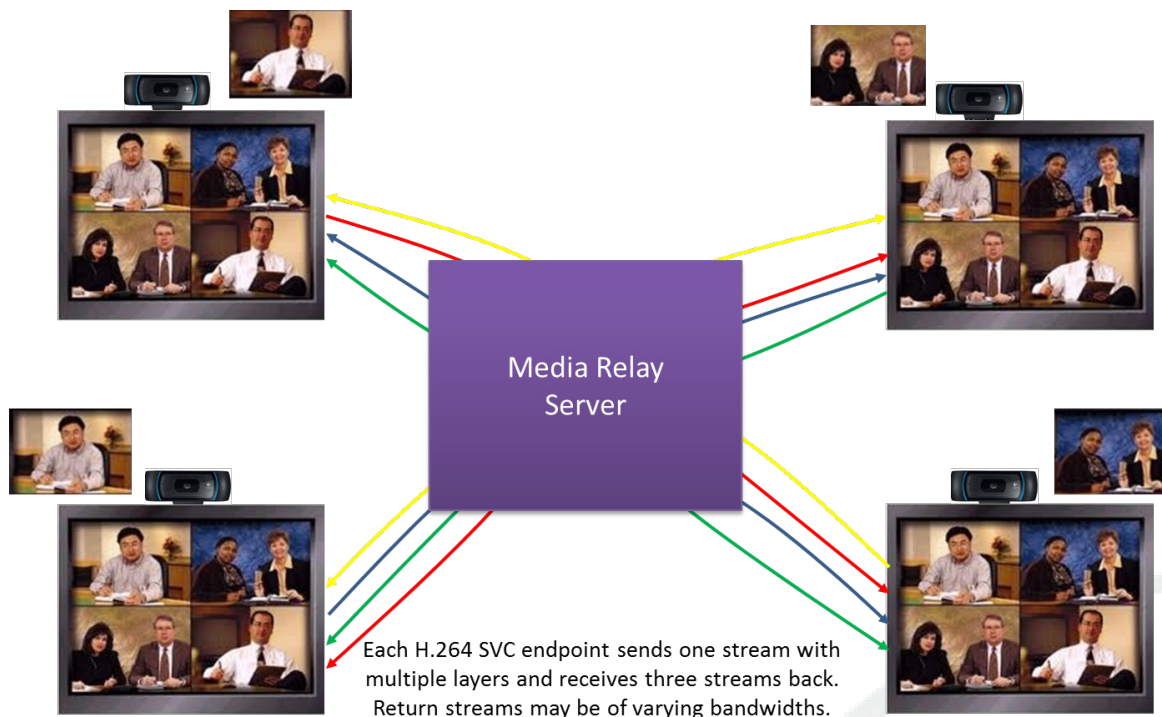 Media Relay
Server
Each H.264 SVC endpoint sends one stream with
multiple layers and receives three streams back.
Return streams may be of varying bandwidths.